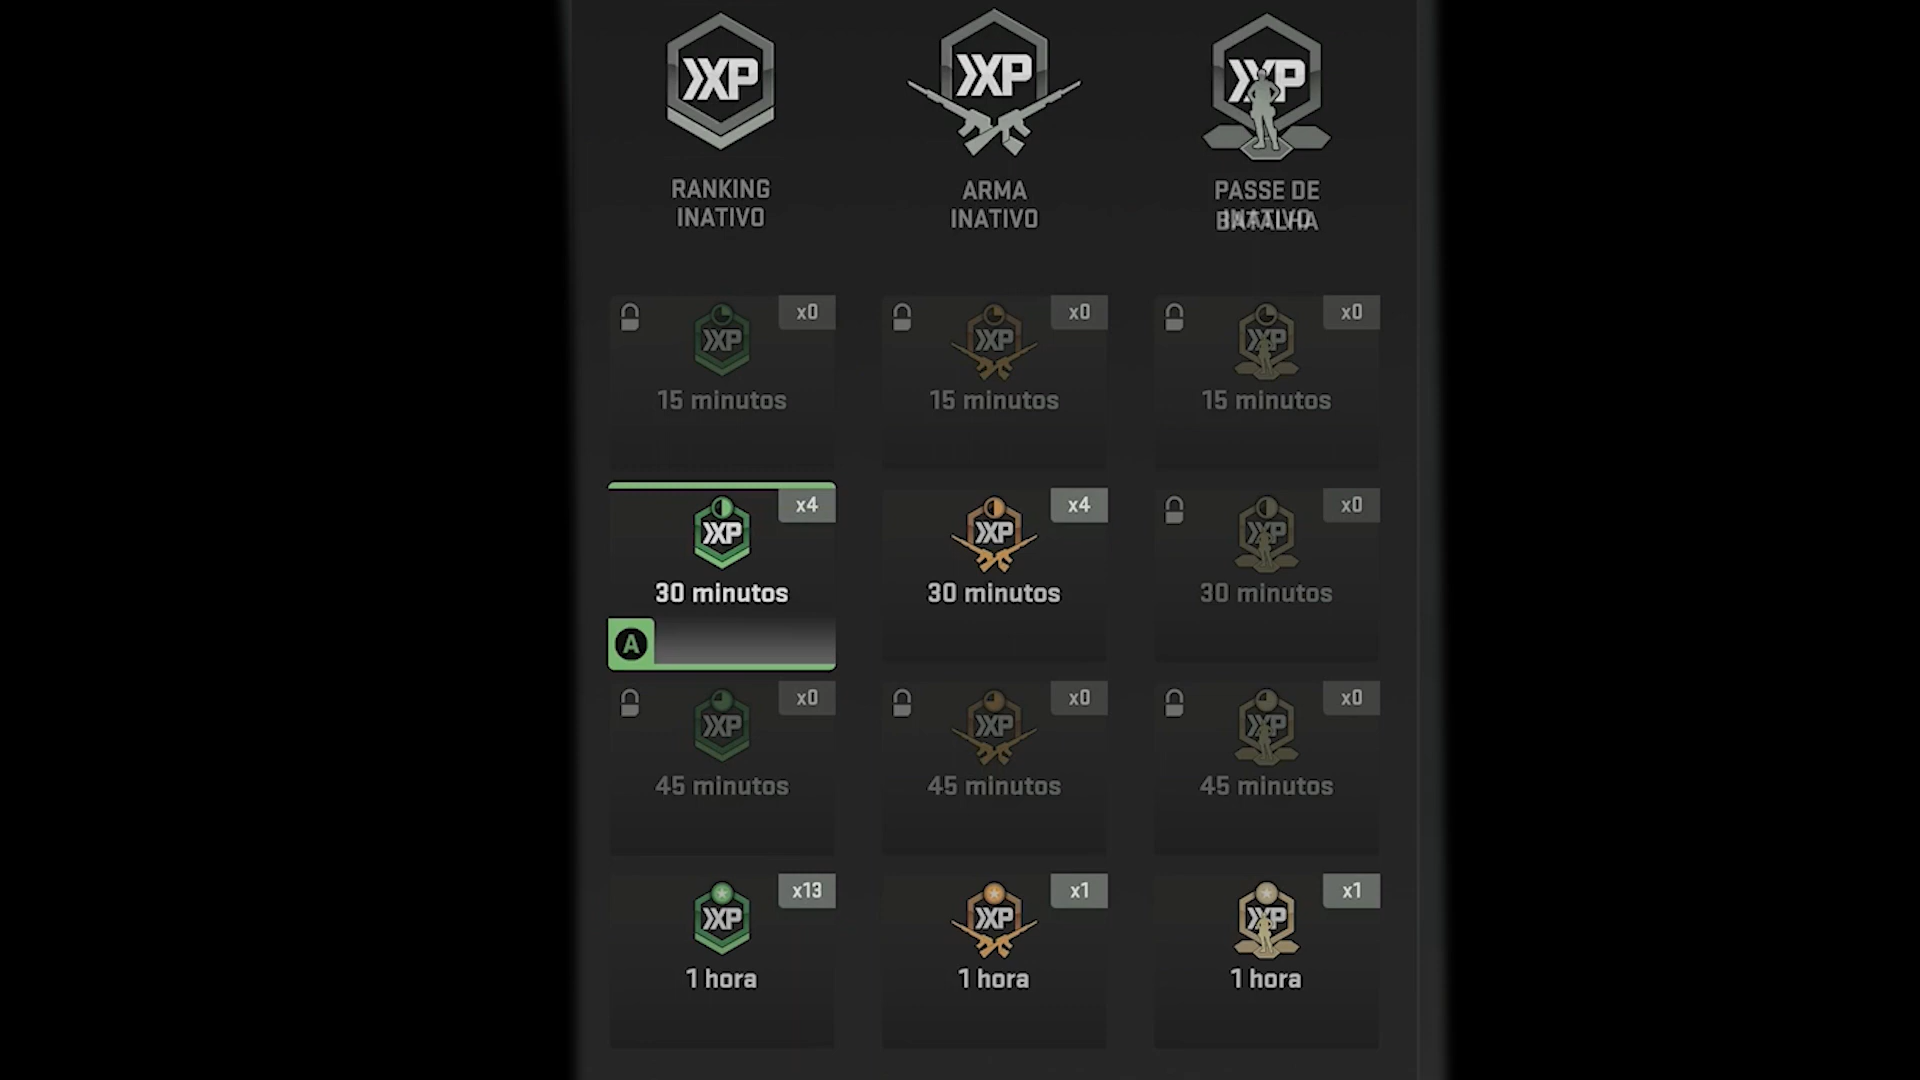 XP XP XP
RANKING
INATIVO
ARMA
INATIVO
PASSE DE
BATALHA
INATIVO
XP x0 XP x0 XP x0
15 minutos 15 minutos 15 minutos
XP x4 XP x4 XP x0
30 minutos 30 minutos 30 minutos
A
XP x0 XP x0 XP x0
45 minutos 45 minutos 45 minutos
XP x13 XP x1 XP x1
1 hora 1 hora 1 hora